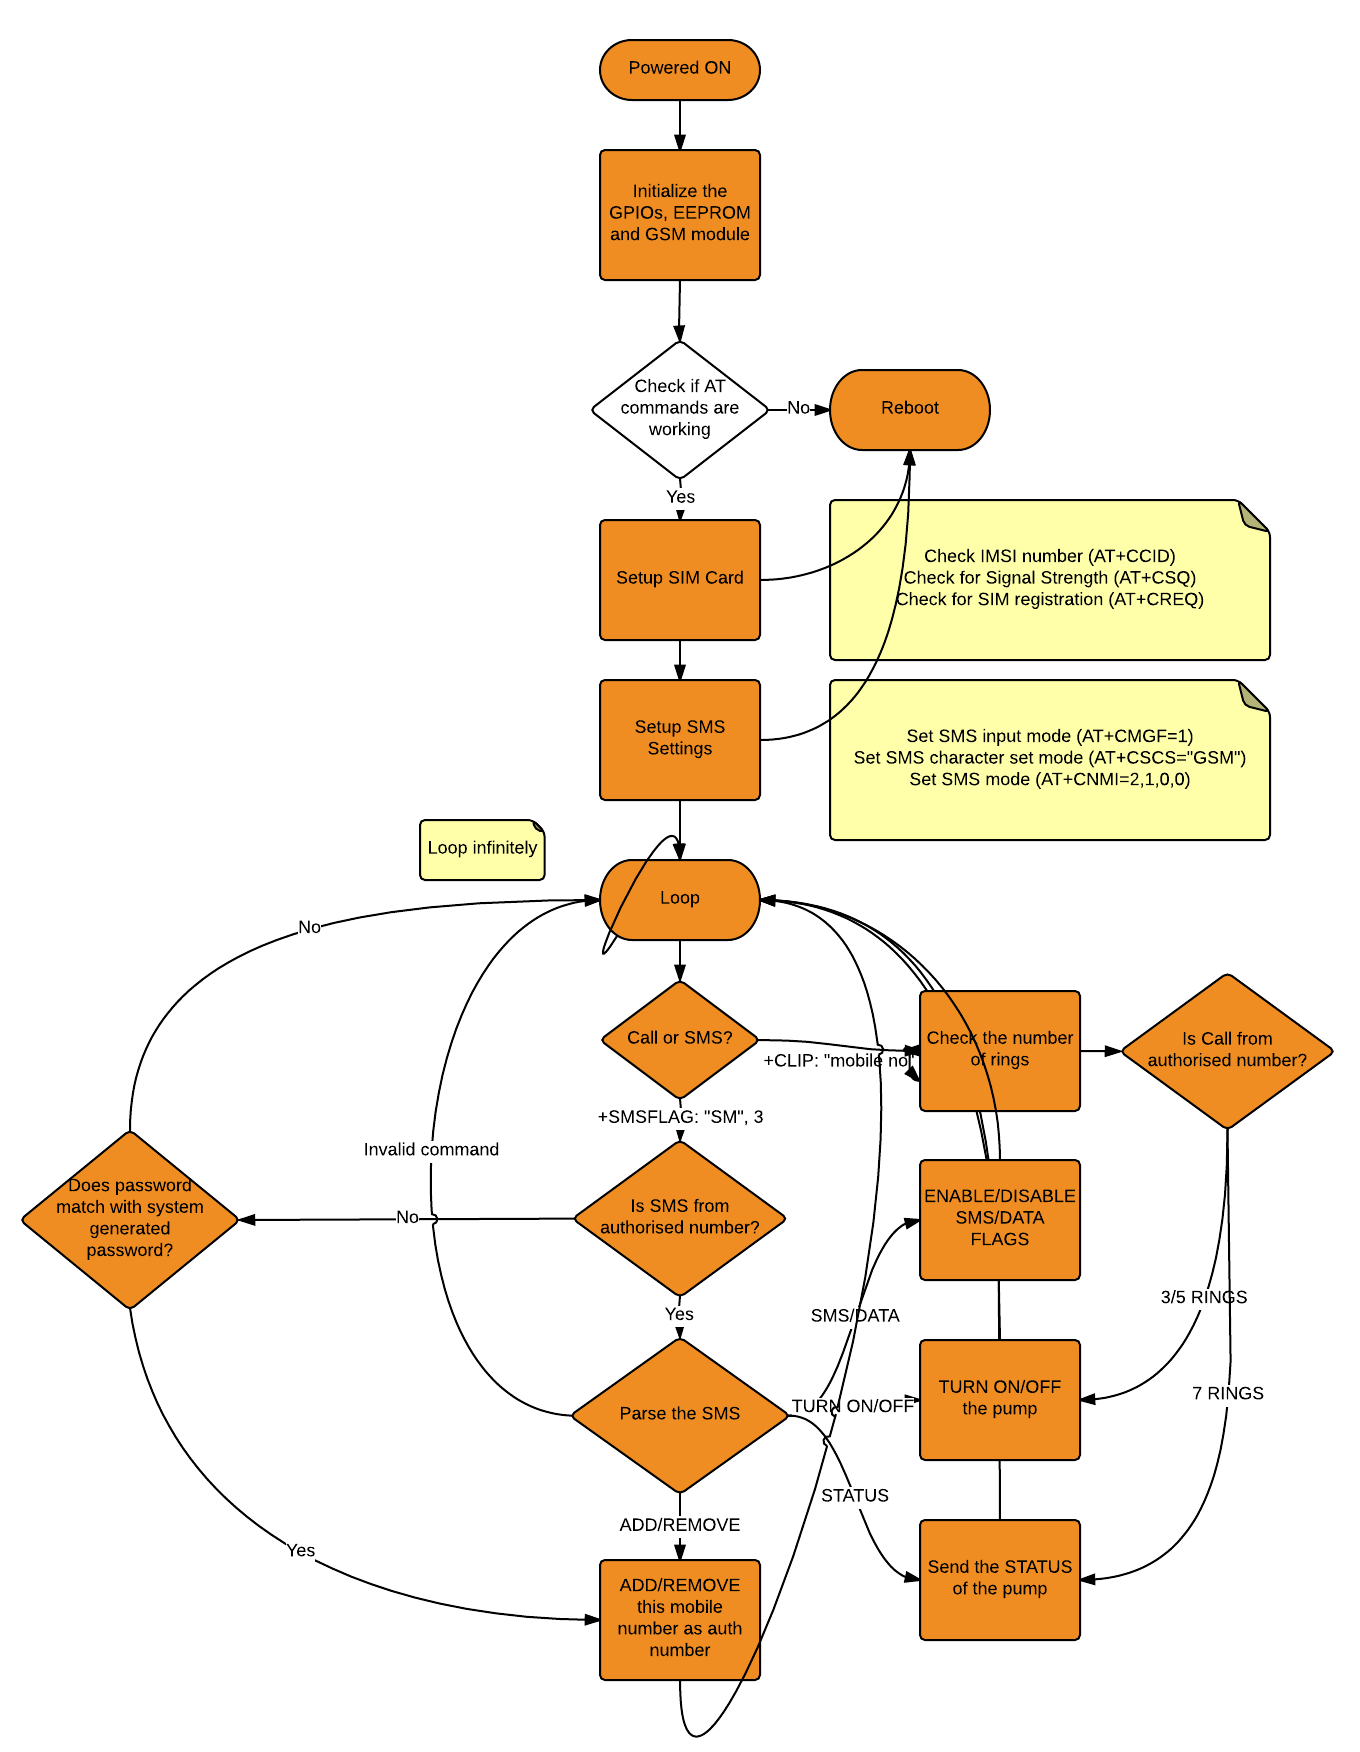 Powered ON
Initialize the
GPIOs, EEPROM
and GSM module
Check if AT
commands are
working
No
Reboot
Yes
Setup SIM Card
Check IMSI number (AT+CCID)
Check for Signal Strength (AT+CSQ)
Check for SIM registration (AT+CREQ)
Setup SMS
Settings
Set SMS input mode (AT+CMGF=1)
Set SMS character set mode (AT+CSCS="GSM")
Set SMS mode (AT+CNMI=2,1,0,0)
Loop infinitely
Loop
No
Call or SMS?
+CLIP: "mobile no"
Check the number
of rings
Is Call from
authorised number?
+SMSFLAG: "SM", 3
Invalid command
Does password
match with system
generated
password?
No
Is SMS from
authorised number?
ENABLE/DISABLE
SMS/DATA
FLAGS
Yes
SMS/DATA
3/5 RINGS
Parse the SMS
TURN ON/OFF
TURN ON/OFF
the pump
7 RINGS
STATUS
ADD/REMOVE
Yes
Send the STATUS
of the pump
ADD/REMOVE
this mobile
number as auth
number